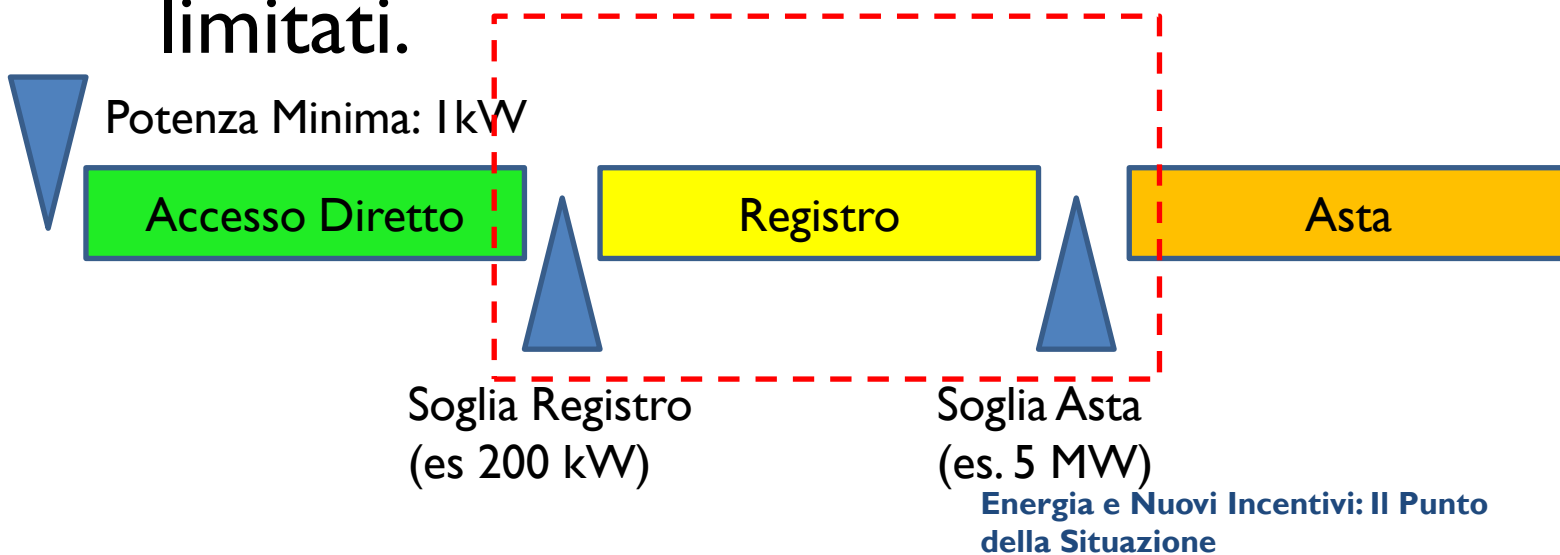 limitati.
Potenza Minima: 1kW
Accesso Diretto
Registro
Asta
Soglia Registro
(es 200 kW)
Soglia Asta
(es. 5 MW)
Energia e Nuovi Incentivi: Il Punto
della Situazione